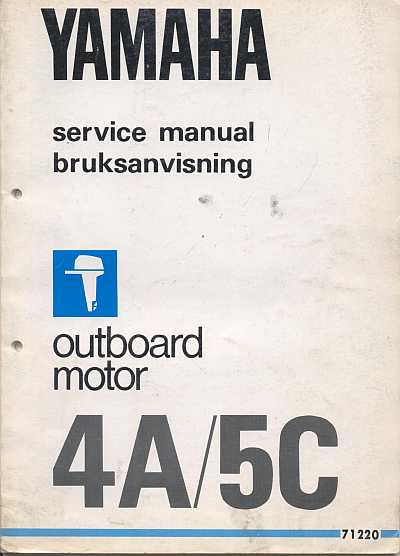 YAMAHA
service manual
bruksanvisning
outboard
motor
4A/5C
71220